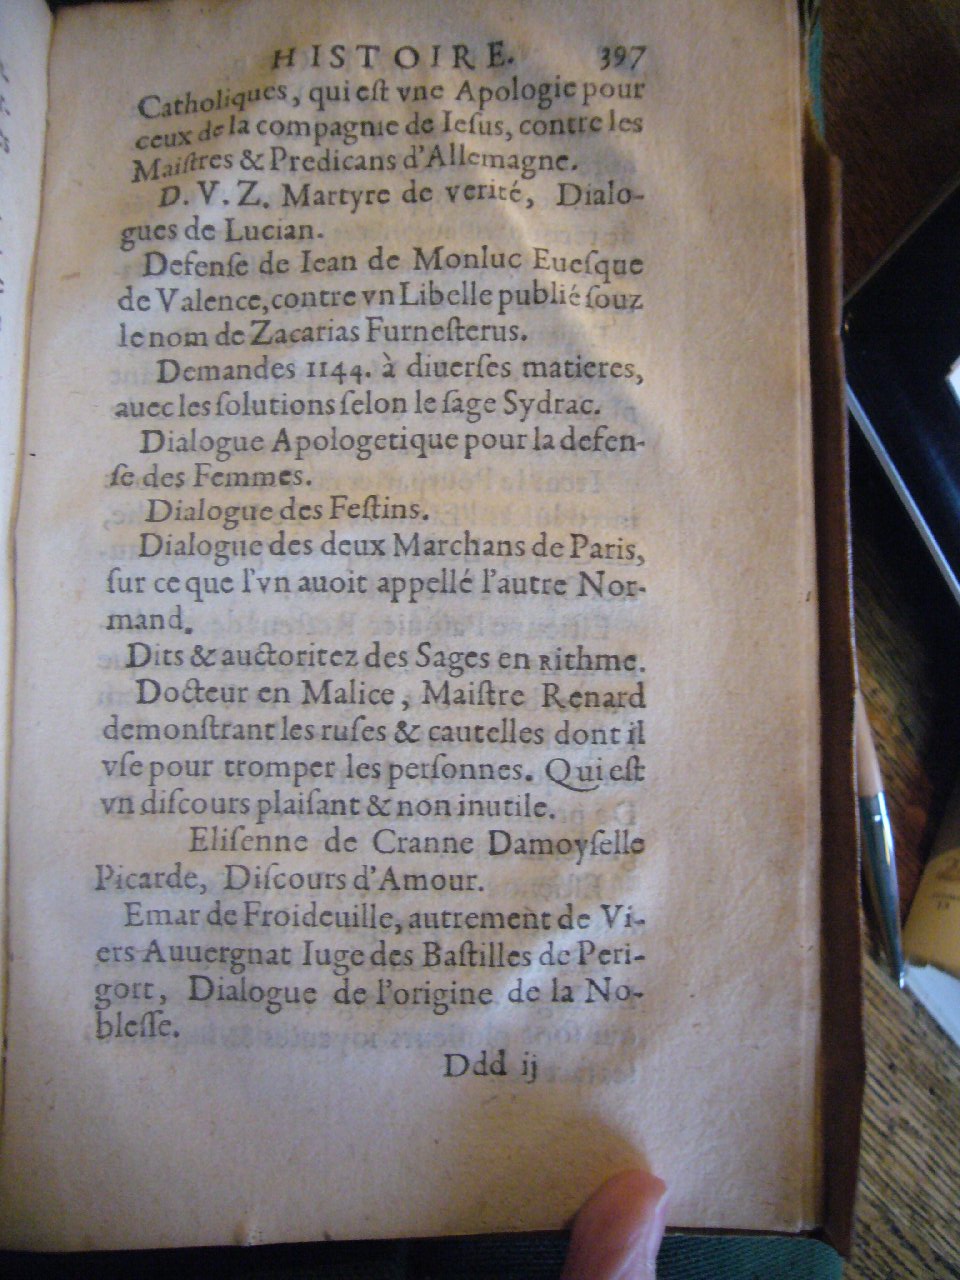 HISTOIRE. 397
Catholiques, qui eſt vne Apologie pour
ceux de la compagnie de Ieſus, contre les
Maiſtres & Predicans d'Allemagne.
D. V. Z. Martyre de verité, Dialo-
gues de Lucian.
Defenſe de Iean de Monluc Eueſque
de Valence, contre vn Libelle publié ſouz
le nom de Zacarias Furneſterus.
Demandes 1144. à diuerſes matieres,
auec les ſolutions ſelon le ſage Sydrac.
Dialogue Apologetique pour la defen-
ſe des Femmes.
Dialogue des Feſtins.
Dialogue des deux Marchans de Paris,
ſur ce que l'vn auoit appellé l'autre Nor-
mand.
Dits & auctoritez des Sages en Rithme.
Docteur en Malice, Maiſtre Renard
demonſtrant les ruſes & cautelles dont il
vſe pour tromper les perſonnes. Qui eſt
vn diſcours plaiſant & non inutile.
Eliſenne de Cranne Damoyſelle
Picarde, Diſcours d'Amour.
Emar de Froideuille, autrement de Vi-
ers Auuergnat Iuge des Baſtilles de Peri-
gort, Dialogue de l'origine de la No-
bleſſe.
Ddd ij